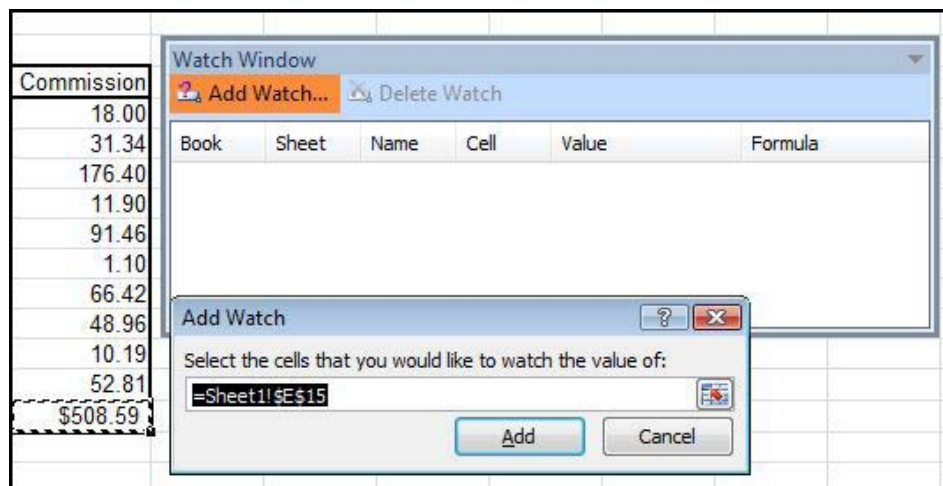 Commission
18.00
31.34
176.40
11.90
91.46
1.10
66.42
48.96
10.19
52.81
$508.59
Watch Window
Add Watch... Delete Watch
Book Sheet Name Cell Value Formula
Add Watch
Select the cells that you would like to watch the value of:
=Sheet1!$E$15
Add Cancel